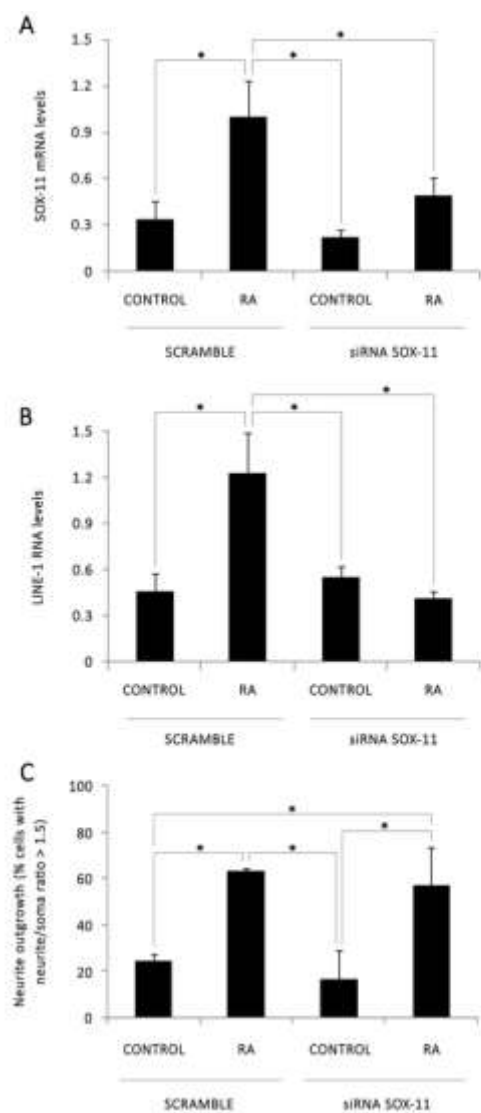 A
SOX-11 mRNA levels
1.5
1.2
0.9
0.6
0.3
0
* * *
CONTROL RA CONTROL RA
SCRAMBLE siRNA SOX-11
B
LINE-1 RNA levels
1.5
1.2
0.9
0.6
0.3
0
* * *
CONTROL RA CONTROL RA
SCRAMBLE siRNA SOX-11
C
Neurite outgrowth (% cells with
neurite/soma ratio > 1.5)
100
80
60
40
20
0
* * * *
CONTROL RA CONTROL RA
SCRAMBLE siRNA SOX-11